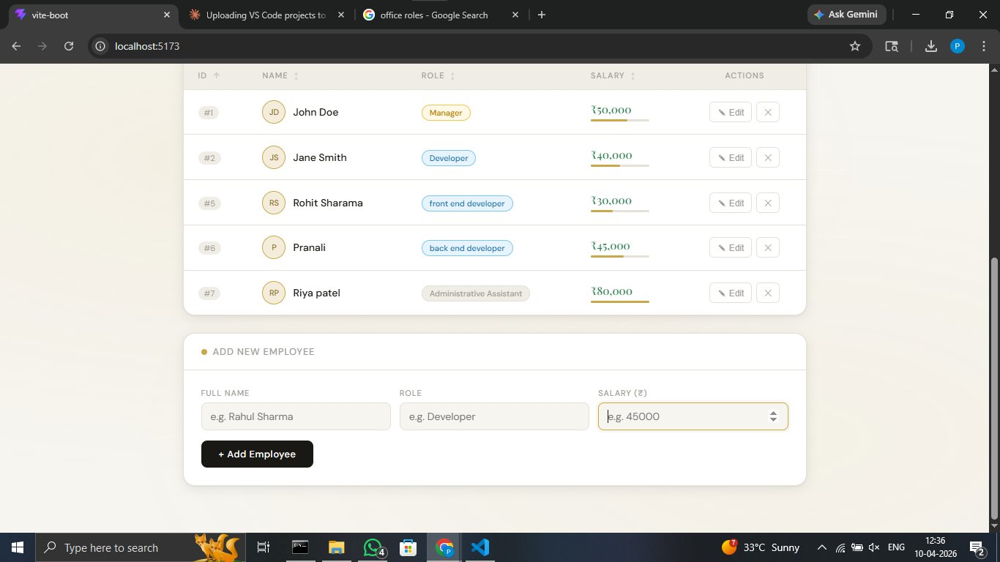 vite-boot
Uploading VS Code projects to
office roles - Google Search
Ask Gemini
localhost:5173
P
ID NAME ROLE SALARY ACTIONS
#1 JD John Doe Manager ₹50,000 Edit
#2 JS Jane Smith Developer ₹40,000 Edit
#5 RS Rohit Sharama front end developer ₹30,000 Edit
#6 P Pranali back end developer ₹45,000 Edit
#7 RP Riya patel Administrative Assistant ₹80,000 Edit
ADD NEW EMPLOYEE
FULL NAME ROLE SALARY (₹)
e.g. Rahul Sharma e.g. Developer e.g. 45000
+ Add Employee
Type here to search
4
P
7
33°C Sunny
ENG
12:36
10-04-2026
2